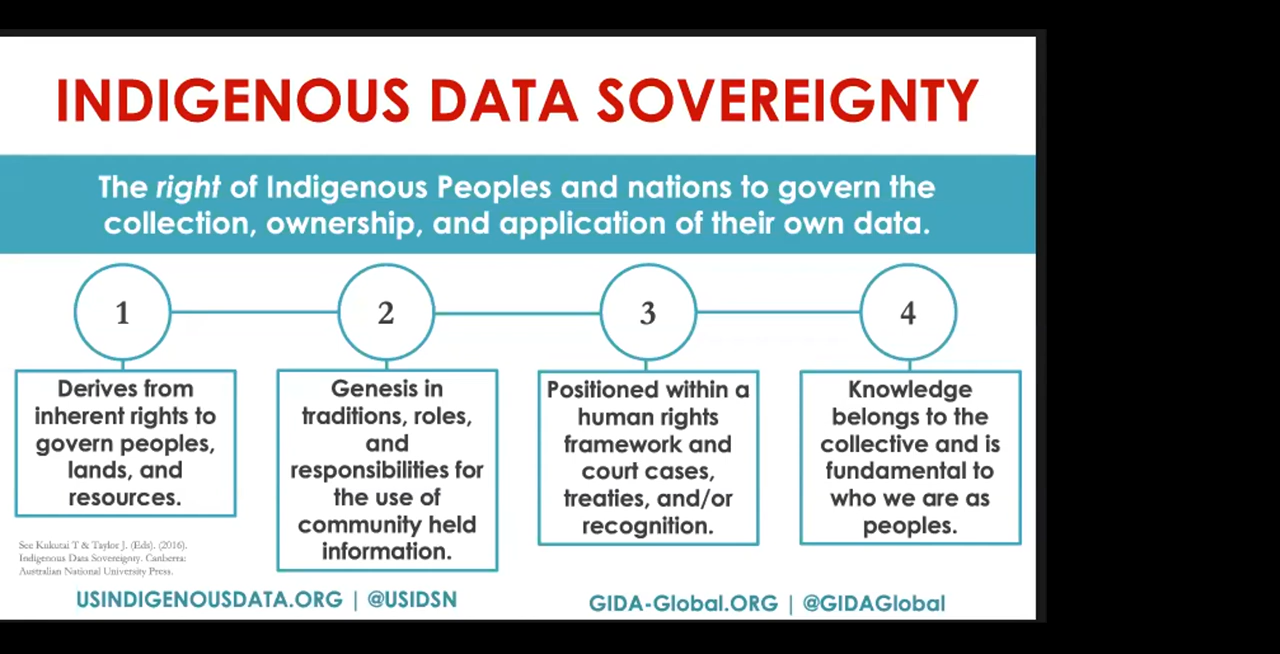 INDIGENOUS DATA SOVEREIGNTY
The right of Indigenous Peoples and nations to govern the
collection, ownership, and application of their own data.
1
Derives from
inherent rights to
govern peoples,
lands, and
resources.
2
Genesis in
traditions, roles,
and
responsibilities for
the use of
community held
information.
3
Positioned within a
human rights
framework and
court cases,
treaties, and/or
recognition.
4
Knowledge
belongs to the
collective and is
fundamental to
who we are as
peoples.
See Kukutai T & Taylor J. (Eds). (2016).
Indigenous Data Sovereignty. Canberra:
Australian National University Press.
USINDIGENOUSDATA.ORG | @USIDSN
GIDA-Global.ORG | @GIDAGlobal